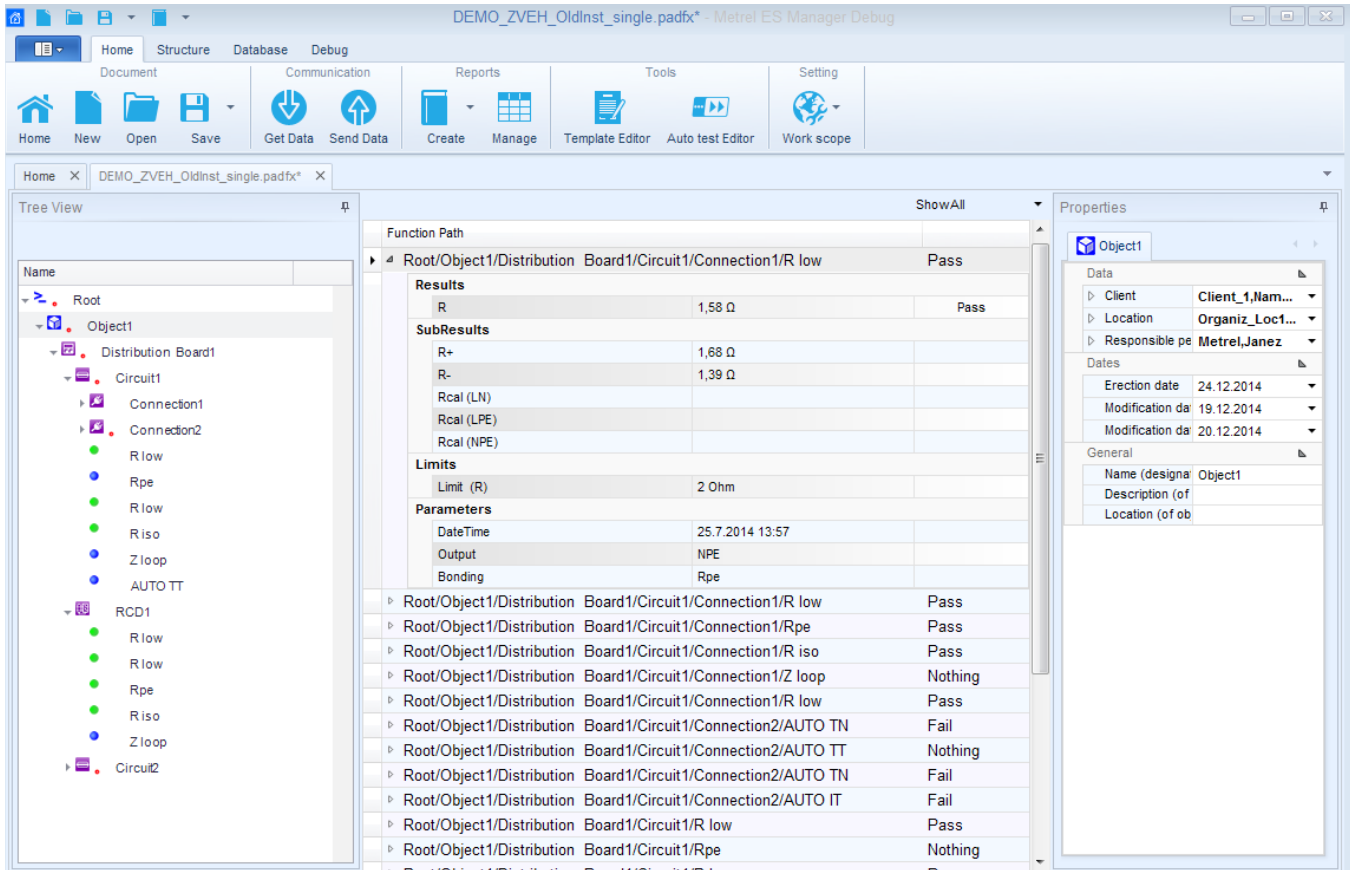 DEMO_ZVEH_OldInst_single.padfx* - Metrel ES Manager Debug
Home Structure Database Debug
Document Communication Reports Tools Setting
Home New Open Save Get Data Send Data Create Manage Template Editor Auto test Editor Work scope
Home DEMO_ZVEH_OldInst_single.padfx*
Tree View
Name
Root
Object1
Distribution Board1
Circuit1
Connection1
Connection2
R low
Rpe
R low
R iso
Z loop
AUTO TT
RCD1
R low
R low
Rpe
R iso
Z loop
Circuit2
ShowAll
Function Path
Root/Object1/Distribution Board1/Circuit1/Connection1/R low Pass
Results
R 1,58 Ω Pass
SubResults
R+ 1,68 Ω
R- 1,39 Ω
Rcal (LN)
Rcal (LPE)
Rcal (NPE)
Limits
Limit (R) 2 Ohm
Parameters
DateTime 25.7.2014 13:57
Output NPE
Bonding Rpe
Root/Object1/Distribution Board1/Circuit1/Connection1/R low Pass
Root/Object1/Distribution Board1/Circuit1/Connection1/Rpe Pass
Root/Object1/Distribution Board1/Circuit1/Connection1/R iso Pass
Root/Object1/Distribution Board1/Circuit1/Connection1/Z loop Nothing
Root/Object1/Distribution Board1/Circuit1/Connection1/R low Pass
Root/Object1/Distribution Board1/Circuit1/Connection2/AUTO TN Fail
Root/Object1/Distribution Board1/Circuit1/Connection2/AUTO TT Nothing
Root/Object1/Distribution Board1/Circuit1/Connection2/AUTO TN Fail
Root/Object1/Distribution Board1/Circuit1/Connection2/AUTO IT Fail
Root/Object1/Distribution Board1/Circuit1/R low Pass
Root/Object1/Distribution Board1/Circuit1/Rpe Nothing
Properties
Object1
Data
Client Client_1,Nam...
Location Organiz_Loc1...
Responsible pe Metrel,Janez
Dates
Erection date 24.12.2014
Modification da 19.12.2014
Modification da 20.12.2014
General
Name (designa Object1
Description (of
Location (of ob